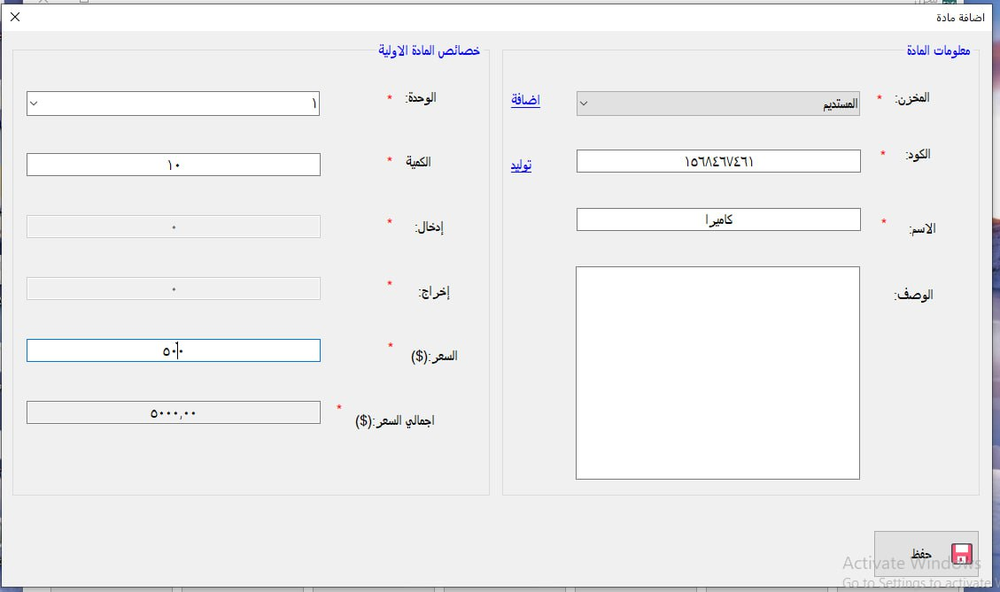 اضافة مادة
معلومات المادة
المخزن: * المستديم اضافة
الكود: * ١٥٦٨٤٦٧٤٦١ توليد
الاسم: * كاميرا
الوصف:
خصائص المادة الاولية
الوحدة: * ١
الكمية * ١٠
إدخال: * ٠
إخراج: * ٠
السعر:($) * ٥٠٠
اجمالي السعر:($) * ٥٠٠٠,٠٠
حفظ
Activate Windows
Go to Settings to activate